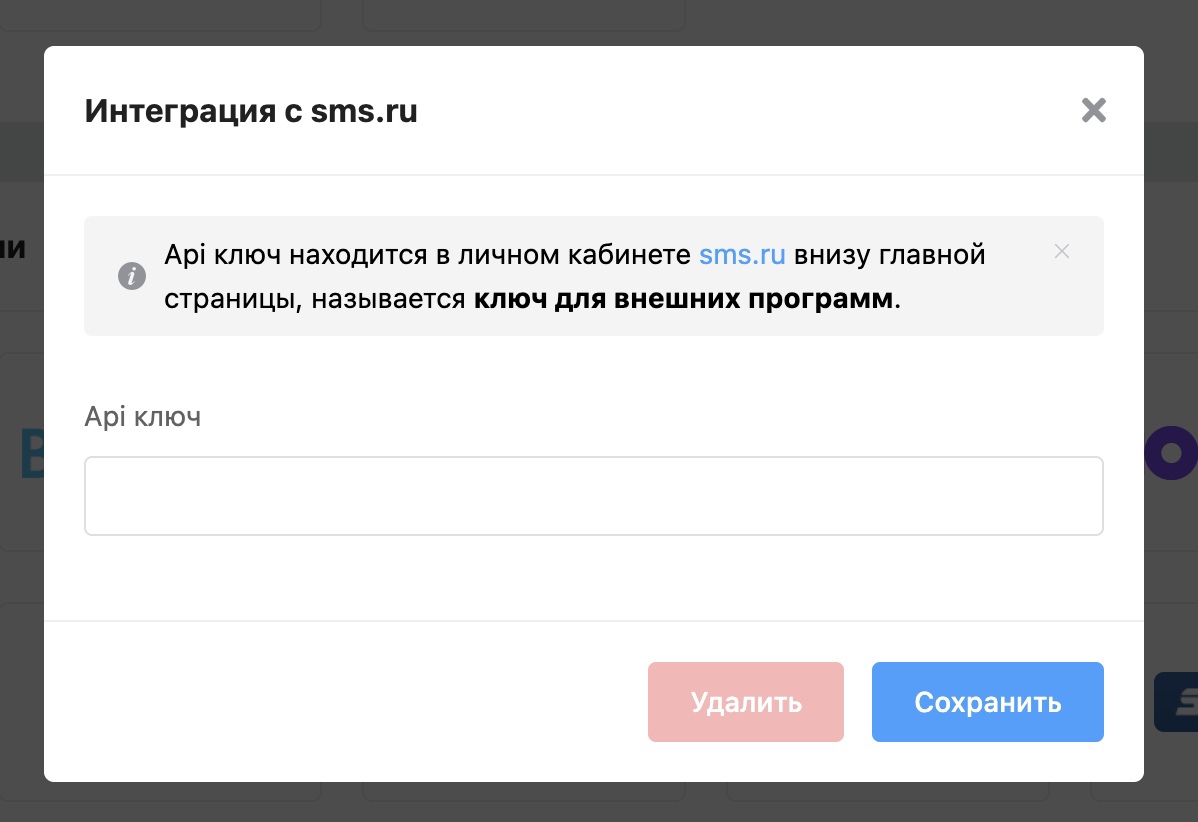 Интеграция с sms.ru
ии
Api ключ находится в личном кабинете sms.ru внизу главной
страницы, называется ключ для внешних программ.
Api ключ
Удалить
Сохранить